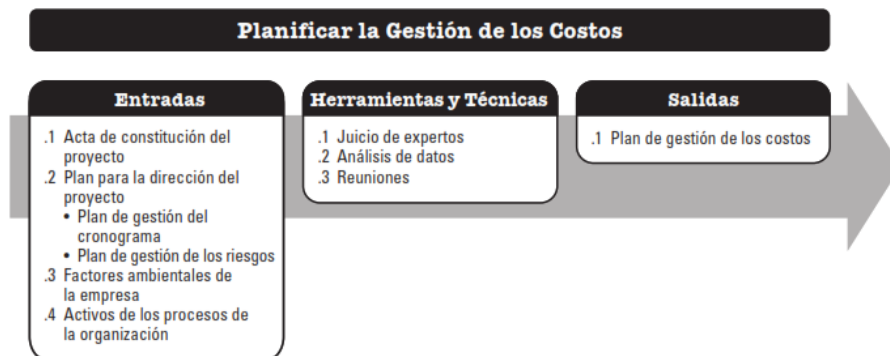 Planificar la Gestión de los Costos
Entradas
.1 Acta de constitución del
proyecto
.2 Plan para la dirección del
proyecto
• Plan de gestión del
cronograma
• Plan de gestión de los riesgos
.3 Factores ambientales de
la empresa
.4 Activos de los procesos de
la organización
Herramientas y Técnicas
.1 Juicio de expertos
.2 Análisis de datos
.3 Reuniones
Salidas
.1 Plan de gestión de los costos